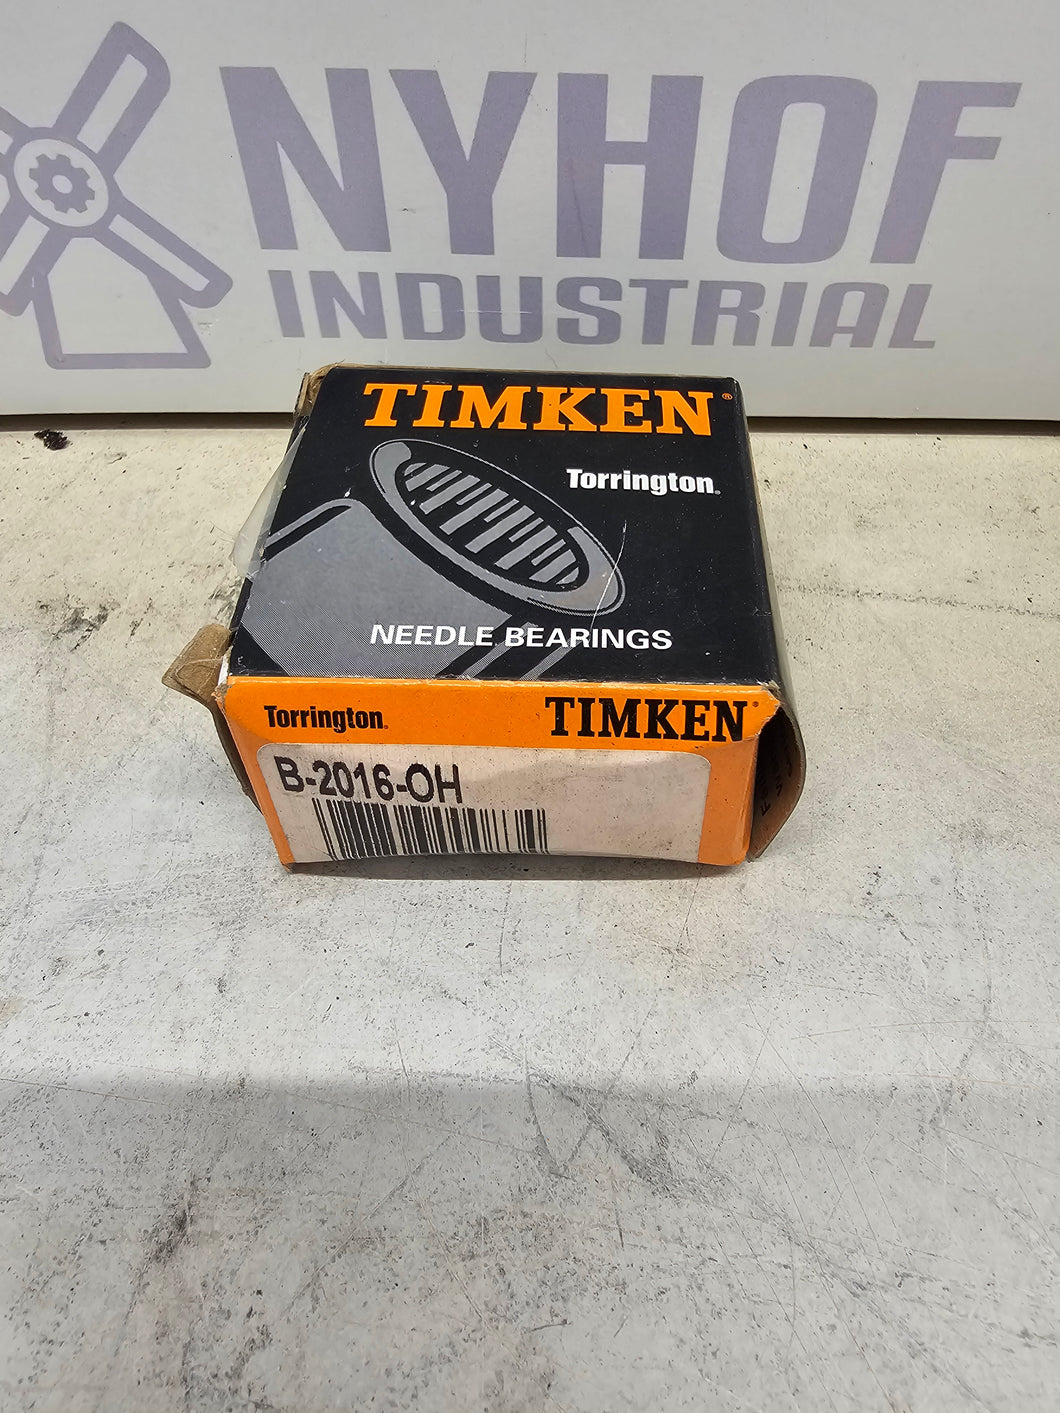 NYHOF
INDUSTRIAL
TIMKEN®
Torrington®
NEEDLE BEARINGS
Torrington® TIMKEN®
B-2016-OH